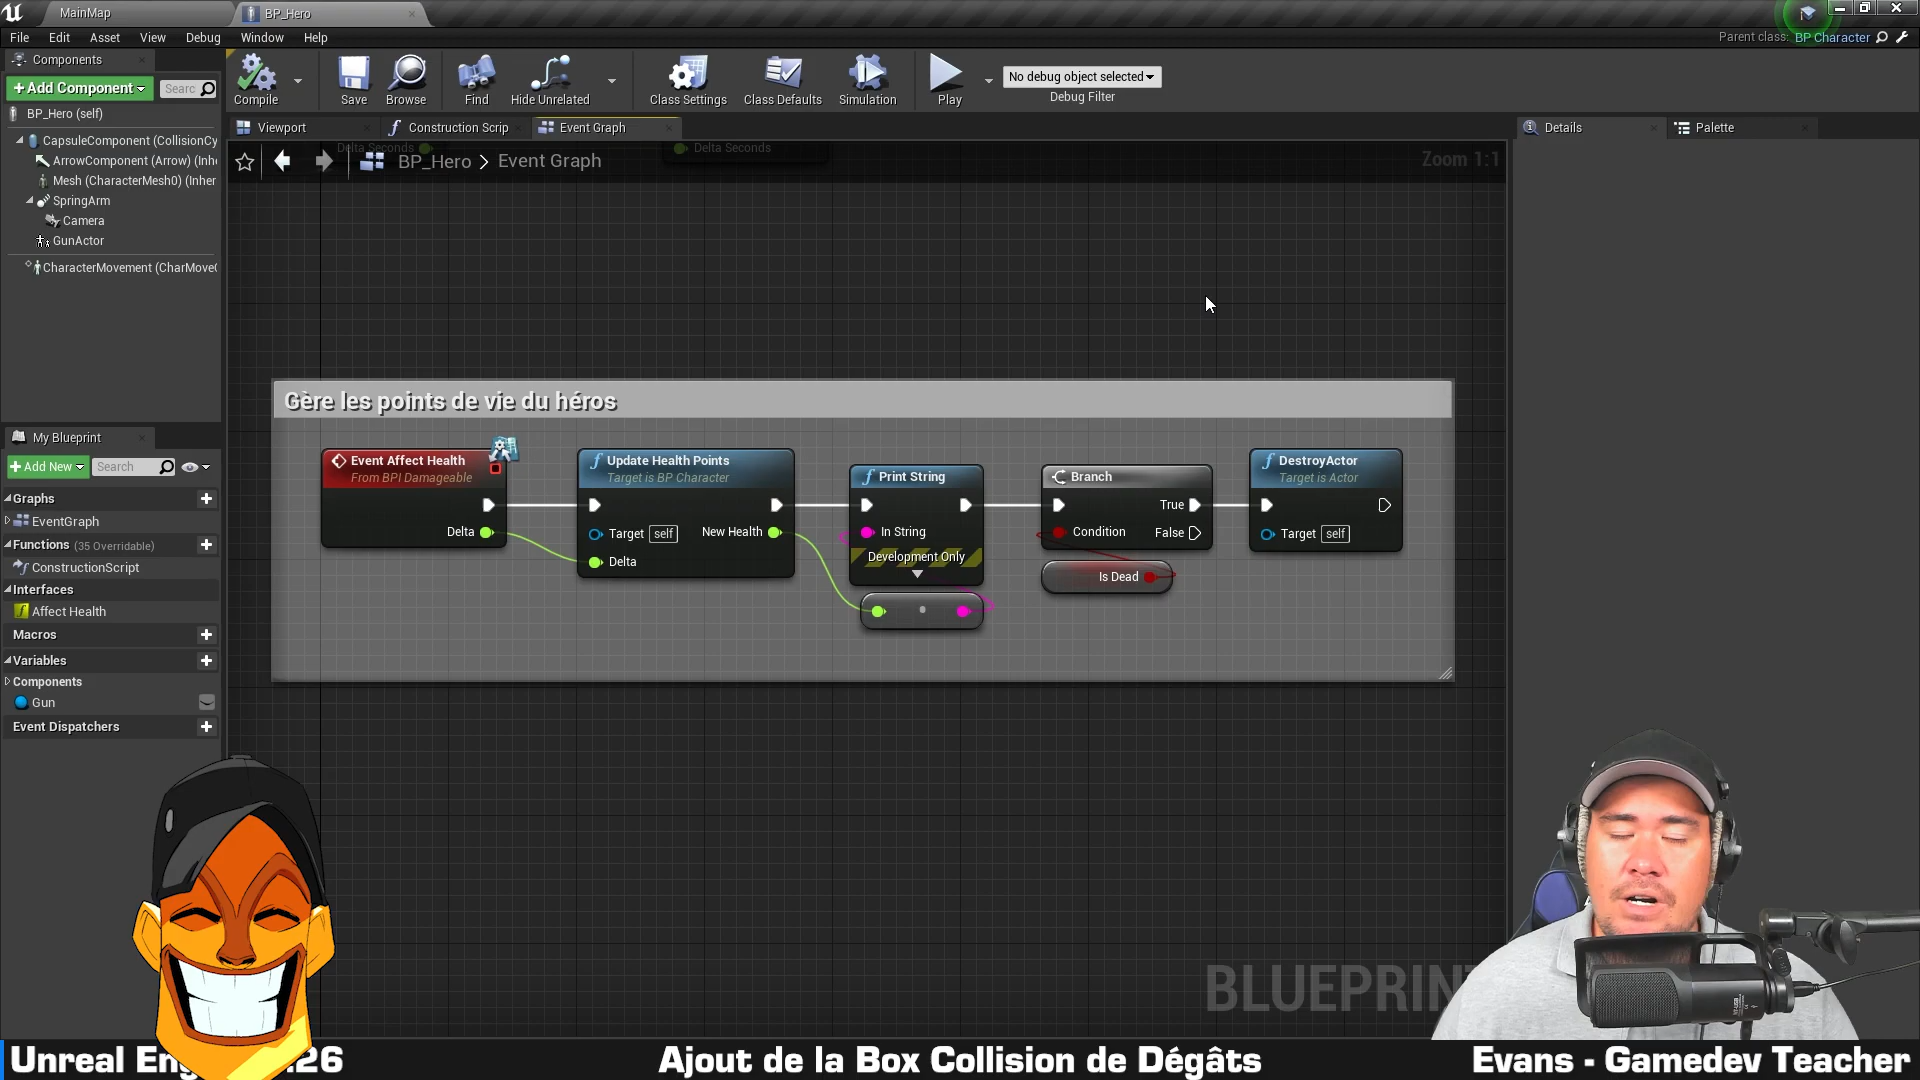 MainMap
BP_Hero
File Edit Asset View Debug Window Help
Parent class: BP Character
Components
+Add Component
Searc
Compile
Save
Browse
Find
Hide Unrelated
Class Settings
Class Defaults
Simulation
Play
No debug object selected
Debug Filter
BP_Hero (self)
CapsuleComponent (CollisionCy
ArrowComponent (Arrow) (Inh
Mesh (CharacterMesh0) (Inher
SpringArm
Camera
GunActor
CharacterMovement (CharMove
Viewport
Construction Scrip
Event Graph
Details
Palette
Delta Seconds
Delta Seconds
BP_Hero > Event Graph
Zoom 1:1
Gère les points de vie du héros
Event Affect Health
From BPI Damageable
Delta
Update Health Points
Target is BP Character
Target self
New Health
Delta
Print String
In String
Development Only
Branch
True
Condition
False
Is Dead
DestroyActor
Target is Actor
Target self
My Blueprint
+Add New
Search
Graphs
EventGraph
Functions (35 Overridable)
ConstructionScript
Interfaces
Affect Health
Macros
Variables
Components
Gun
Event Dispatchers
BLUEPRIN
Unreal En
26
Ajout de la Box Collision de Dégâts
Evans - Gamedev Teacher